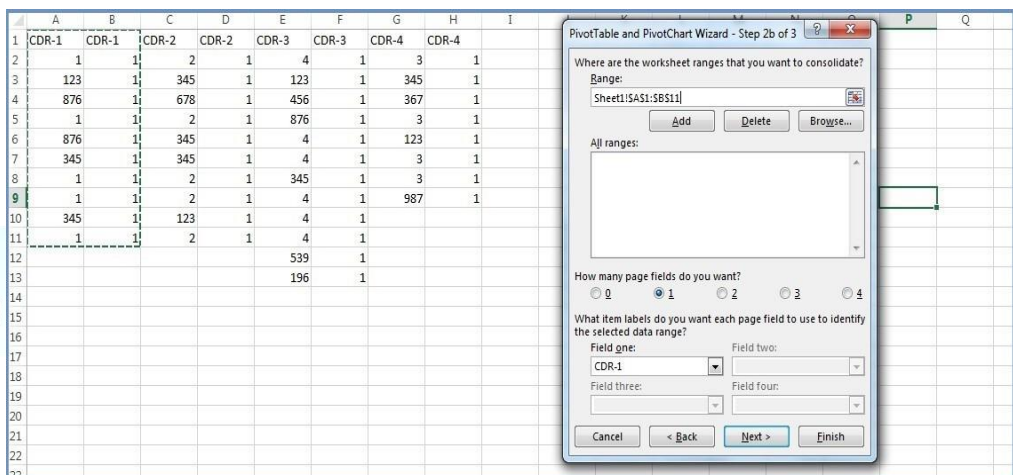 A B C D E F G H I P Q
1 CDR-1 CDR-1 CDR-2 CDR-2 CDR-3 CDR-3 CDR-4 CDR-4
2 1 1 2 1 4 1 3 1
3 123 1 345 1 123 1 345 1
4 876 1 678 1 456 1 367 1
5 1 1 2 1 876 1 3 1
6 876 1 345 1 4 1 123 1
7 345 1 345 1 4 1 3 1
8 1 1 2 1 345 1 3 1
9 1 1 2 1 4 1 987 1
10 345 1 123 1 4 1
11 1 1 2 1 4 1
12 539 1
13 196 1
14
15
16
17
18
19
20
21
22
PivotTable and PivotChart Wizard - Step 2b of 3 ? X
Where are the worksheet ranges that you want to consolidate?
Range:
Sheet1!$A$1:$B$11
Add Delete Browse...
All ranges:
How many page fields do you want?
0 1 2 3 4
What item labels do you want each page field to use to identify
the selected data range?
Field one: Field two:
CDR-1
Field three: Field four:
Cancel < Back Next > Finish